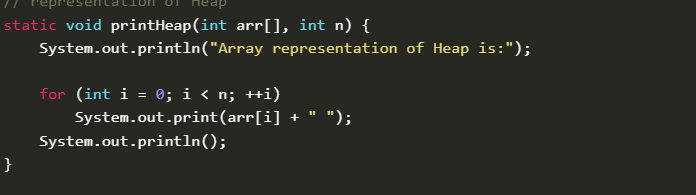 // representation of Heap
static void printHeap(int arr[], int n) {
    System.out.println("Array representation of Heap is:");

    for (int i = 0; i < n; ++i)
        System.out.print(arr[i] + " ");
    System.out.println();
}